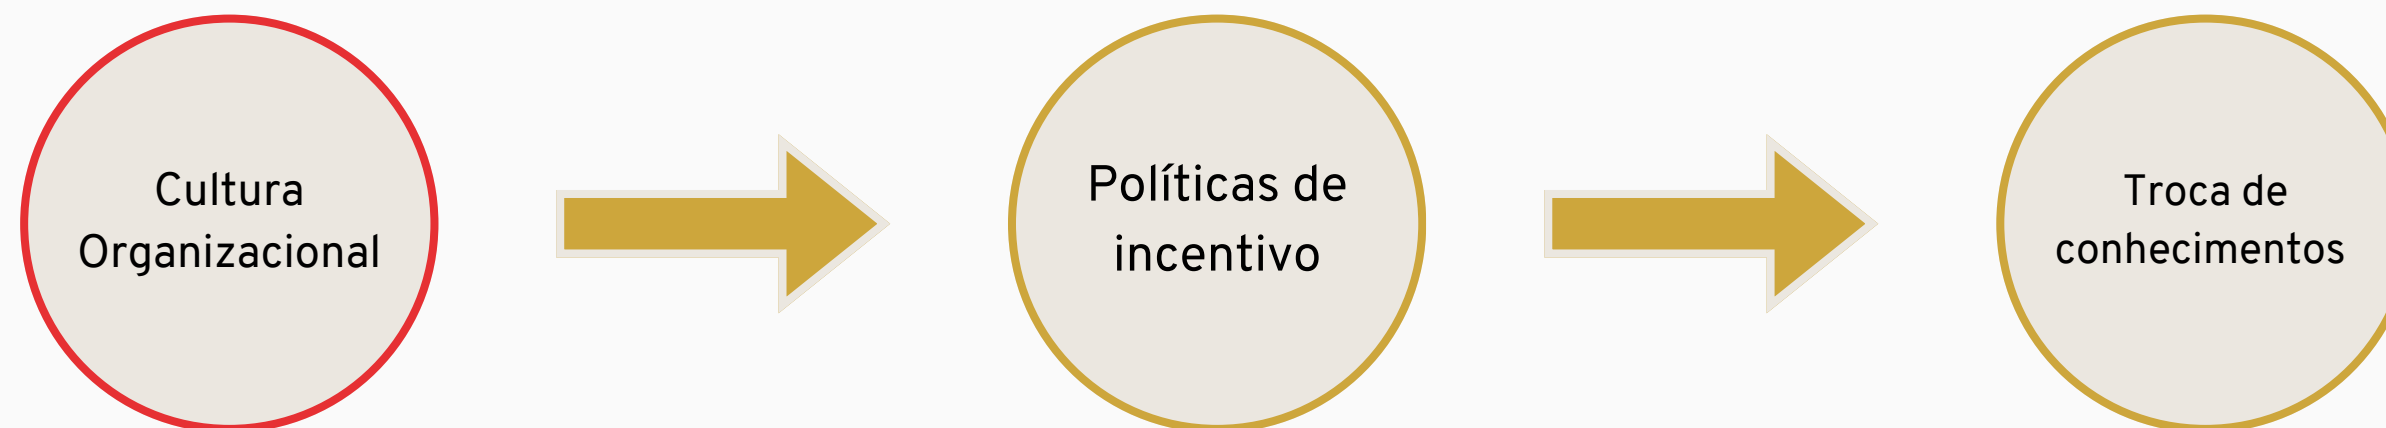 Cultura
Organizacional
Políticas de
incentivo
Troca de
conhecimentos